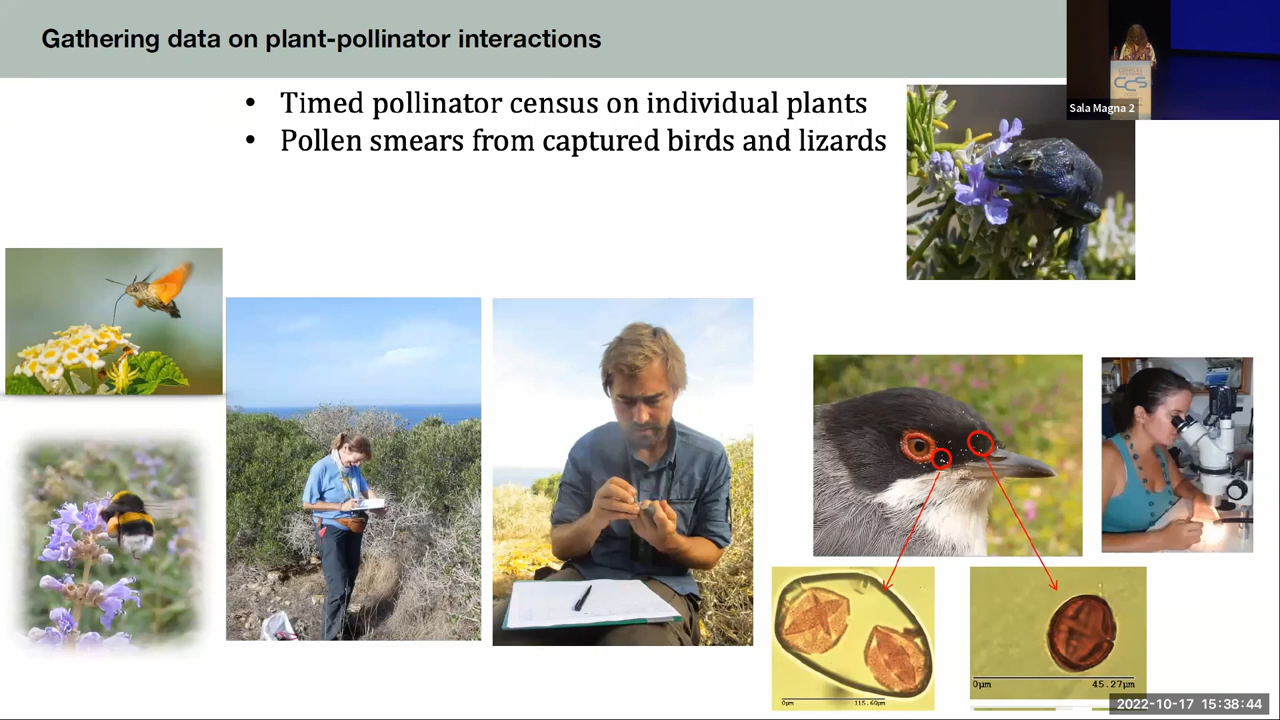 Gathering data on plant-pollinator interactions
• Timed pollinator census on individual plants
• Pollen smears from captured birds and lizards
CCS
Sala Magna 2
0µm 115.60µm
0µm 45.27µm
2022-10-17 15:38:44